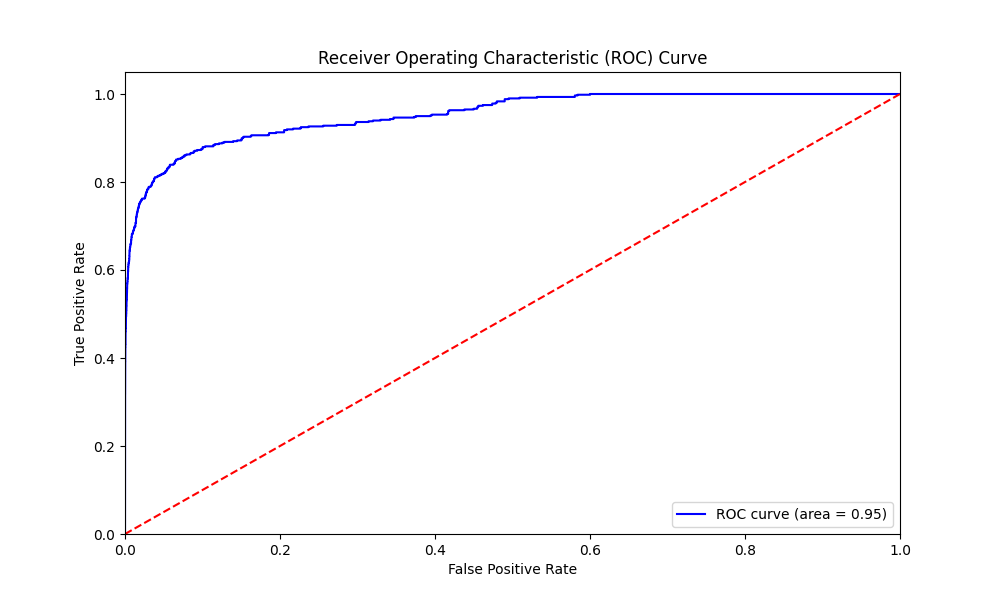 Receiver Operating Characteristic (ROC) Curve
1.0
0.8
0.6
0.4
0.2
0.0
True Positive Rate
ROC curve (area = 0.95)
0.0 0.2 0.4 0.6 0.8 1.0
False Positive Rate